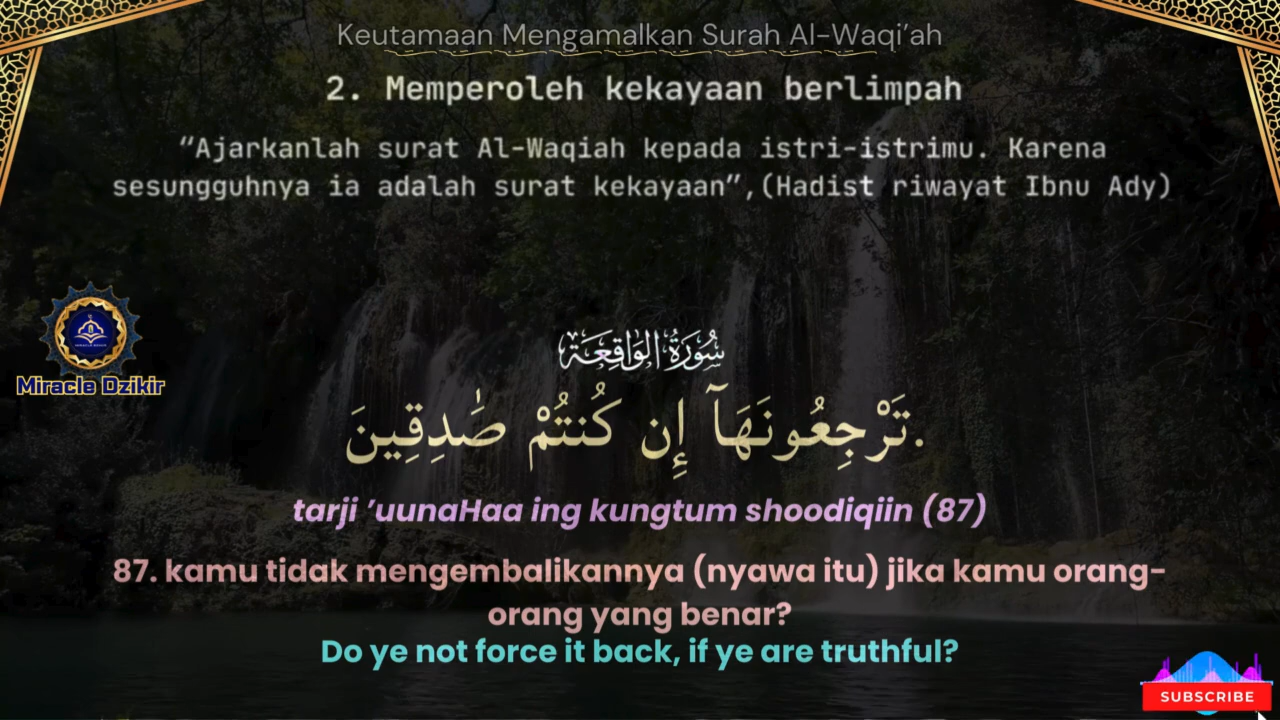 Keutamaan Mengamalkan Surah Al-Waqi’ah
2. Memperoleh kekayaan berlimpah
“Ajarkanlah surat Al-Waqiah kepada istri-istrimu. Karena
sesungguhnya ia adalah surat kekayaan”,(Hadist riwayat Ibnu Ady)
سُورَةُ الوَاقِعَة
Miracle Dzikir
تَرْجِعُونَهَآ إِن كُنتُمْ صَٰدِقِينَ.
tarji ’uunaHaa ing kungtum shoodiqiin (87)
87. kamu tidak mengembalikannya (nyawa itu) jika kamu orang-
orang yang benar?
Do ye not force it back, if ye are truthful?
SUBSCRIBE